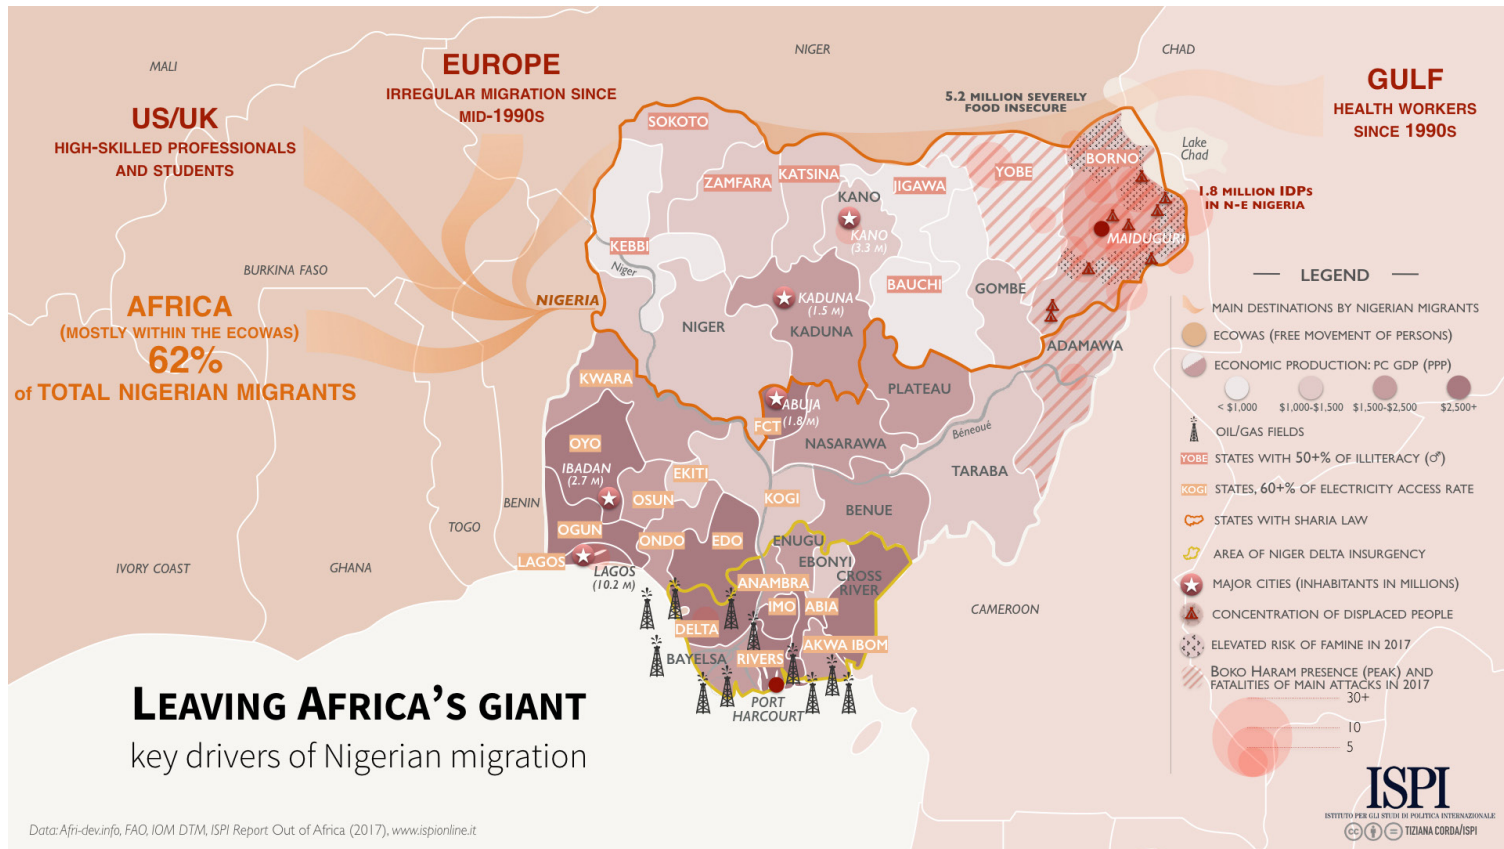 MALI
NIGER
CHAD
US/UK
HIGH-SKILLED PROFESSIONALS
AND STUDENTS
EUROPE
IRREGULAR MIGRATION SINCE
MID-1990S
5.2 MILLION SEVERELY
FOOD INSECURE
GULF
HEALTH WORKERS
SINCE 1990S
Lake
Chad
1.8 MILLION IDPS
IN N-E NIGERIA
BURKINA FASO
AFRICA
(MOSTLY WITHIN THE ECOWAS)
62%
of TOTAL NIGERIAN MIGRANTS
NIGERIA
SOKOTO
ZAMFARA
KATSINA
KANO
KANO
(3.3 M)
JIGAWA
YOBE
BORNO
MAIDUGURI
KEBBI
Niger
NIGER
KADUNA
(1.5 M)
KADUNA
BAUCHI
GOMBE
ADAMAWA
KWARA
ABUJA
(1.8 M)
FCT
PLATEAU
NASARAWA
Béneoué
TARABA
OYO
IBADAN
(2.7 M)
EKITI
OSUN
KOGI
BENUE
OGUN
ONDO
EDO
ENUGU
LAGOS
LAGOS
(10.2 M)
EBONYI
CROSS
RIVER
ANAMBRA
IMO
ABIA
DELTA
AKWA IBOM
BAYELSA
RIVERS
PORT
HARCOURT
BENIN
TOGO
GHANA
IVORY COAST
CAMEROON
LEGEND
MAIN DESTINATIONS BY NIGERIAN MIGRANTS
ECOWAS (FREE MOVEMENT OF PERSONS)
ECONOMIC PRODUCTION: PC GDP (PPP)
< $1,000 $1,000-$1,500 $1,500-$2,500 $2,500+
OIL/GAS FIELDS
YOBE STATES WITH 50+% OF ILLITERACY (♂)
KOGI STATES, 60+% OF ELECTRICITY ACCESS RATE
STATES WITH SHARIA LAW
AREA OF NIGER DELTA INSURGENCY
MAJOR CITIES (INHABITANTS IN MILLIONS)
CONCENTRATION OF DISPLACED PEOPLE
ELEVATED RISK OF FAMINE IN 2017
BOKO HARAM PRESENCE (PEAK) AND
FATALITIES OF MAIN ATTACKS IN 2017
30+
10
5
LEAVING AFRICA'S GIANT
key drivers of Nigerian migration
Data: Afri-dev.info, FAO, IOM DTM, ISPI Report Out of Africa (2017), www.ispionline.it
ISPI
ISTITUTO PER GLI STUDI DI POLITICA INTERNAZIONALE
cc TIZIANA CORDA/ISPI